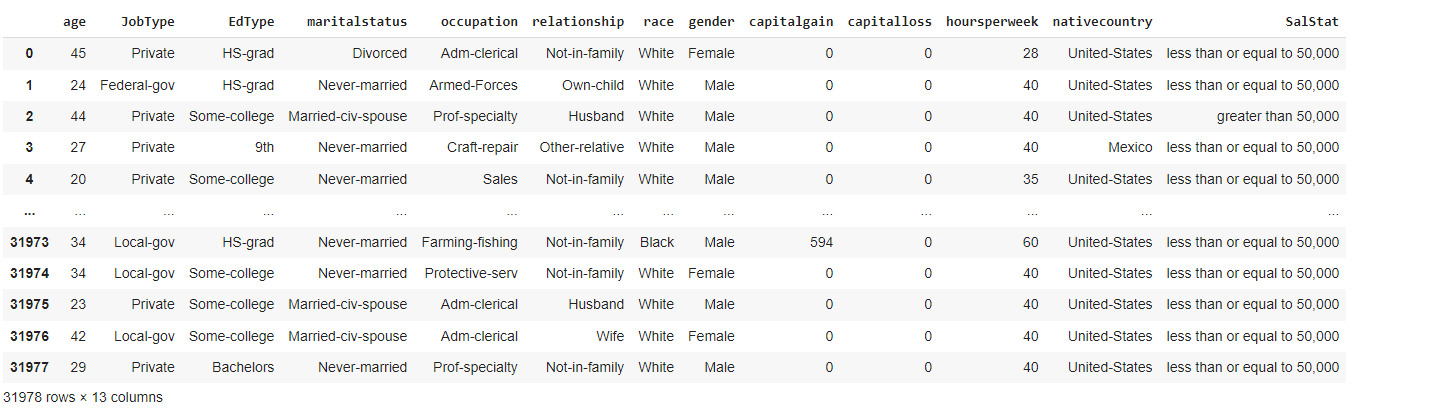 age JobType EdType maritalstatus occupation relationship race gender capitalgain capitalloss hoursperweek nativecountry SalStat
0 45 Private HS-grad Divorced Adm-clerical Not-in-family White Female 0 0 28 United-States less than or equal to 50,000
1 24 Federal-gov HS-grad Never-married Armed-Forces Own-child White Male 0 0 40 United-States less than or equal to 50,000
2 44 Private Some-college Married-civ-spouse Prof-specialty Husband White Male 0 0 40 United-States greater than 50,000
3 27 Private 9th Never-married Craft-repair Other-relative White Male 0 0 40 Mexico less than or equal to 50,000
4 20 Private Some-college Never-married Sales Not-in-family White Male 0 0 35 United-States less than or equal to 50,000
... ... ... ... ... ... ... ... ... ... ... ... ... ...
31973 34 Local-gov HS-grad Never-married Farming-fishing Not-in-family Black Male 594 0 60 United-States less than or equal to 50,000
31974 34 Local-gov Some-college Never-married Protective-serv Not-in-family White Female 0 0 40 United-States less than or equal to 50,000
31975 23 Private Some-college Married-civ-spouse Adm-clerical Husband White Male 0 0 40 United-States less than or equal to 50,000
31976 42 Local-gov Some-college Married-civ-spouse Adm-clerical Wife White Female 0 0 40 United-States less than or equal to 50,000
31977 29 Private Bachelors Never-married Prof-specialty Not-in-family White Male 0 0 40 United-States less than or equal to 50,000
31978 rows × 13 columns